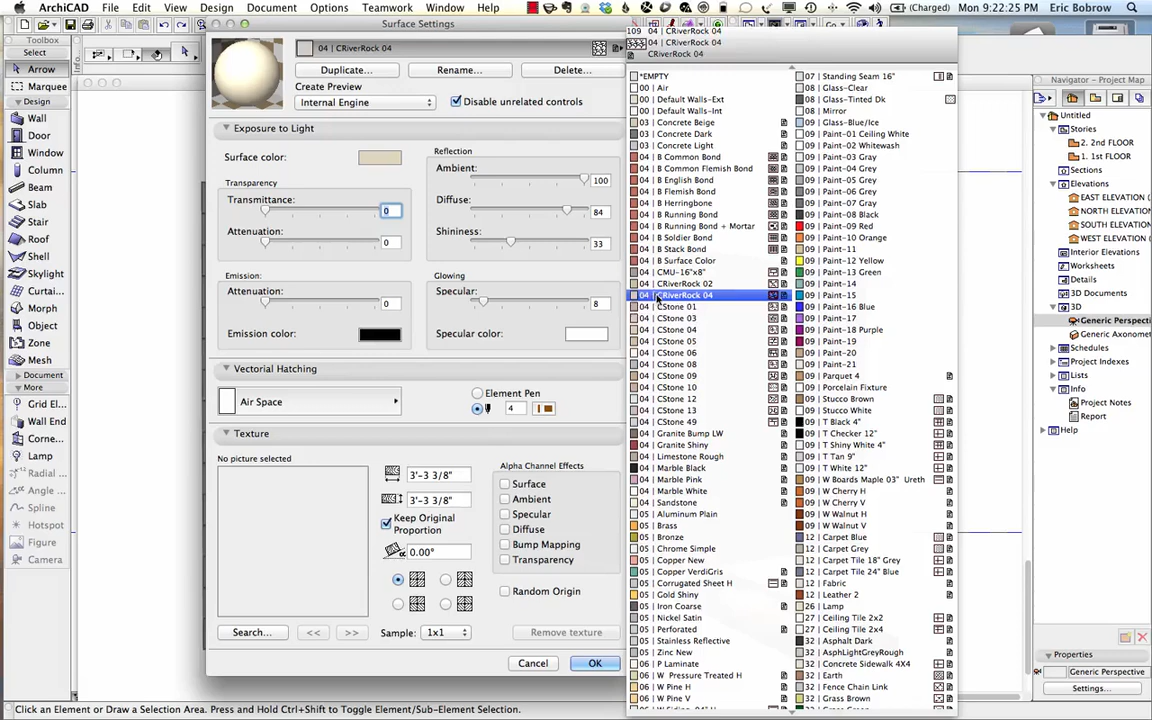 ArchiCAD File Edit View Design Document Options Teamwork Window Help (Charged) Mon 9:22:25 PM Eric Bobrow
Toolbox
Select
Arrow
Marquee
Design
Wall
Door
Window
Column
Beam
Slab
Stair
Roof
Shell
Skylight
Curtai...
Morph
Object
Zone
Mesh
Document
More
Grid El...
Wall End
Corne...
Lamp
Radial ...
Angle ...
Spline
Hotspot
Figure
Camera
Surface Settings
04 | CRiverRock 04
Duplicate... Rename... Delete...
Create Preview
Internal Engine
Disable unrelated controls
Exposure to Light
Surface color:
Transparency
Transmittance:
0
Attenuation:
0
Emission:
Attenuation:
0
Emission color:
Reflection
Ambient:
100
Diffuse:
84
Shininess:
33
Glowing
Specular:
8
Specular color:
Vectorial Hatching
Air Space
Element Pen
4
Texture
No picture selected
3'-3 3/8"
3'-3 3/8"
Keep Original
Proportion
0.00°
Alpha Channel Effects
Surface
Ambient
Specular
Diffuse
Bump Mapping
Transparency
Random Origin
Search... << >> Sample: 1x1 Remove texture
Cancel OK
109 04 | CRiverRock 04
04 | CRiverRock 04
CRiverRock 04
*EMPTY
00 | Air
00 | Default Walls-Ext
00 | Default Walls-Int
03 | Concrete Beige
03 | Concrete Dark
03 | Concrete Light
04 | B Common Bond
04 | B Common Flemish Bond
04 | B English Bond
04 | B Flemish Bond
04 | B Herringbone
04 | B Running Bond
04 | B Running Bond + Mortar
04 | B Soldier Bond
04 | B Stack Bond
04 | B Surface Color
04 | CMU-16"x8"
04 | CRiverRock 02
04 | CRiverRock 04
04 | CStone 01
04 | CStone 03
04 | CStone 04
04 | CStone 05
04 | CStone 06
04 | CStone 08
04 | CStone 09
04 | CStone 10
04 | CStone 12
04 | CStone 13
04 | CStone 49
04 | Granite Bump LW
04 | Granite Shiny
04 | Limestone Rough
04 | Marble Black
04 | Marble Pink
04 | Marble White
04 | Sandstone
05 | Aluminum Plain
05 | Brass
05 | Bronze
05 | Chrome Simple
05 | Copper New
05 | Copper VerdiGris
05 | Corrugated Sheet H
05 | Gold Shiny
05 | Iron Coarse
05 | Nickel Satin
05 | Perforated
05 | Stainless Reflective
05 | Zinc New
06 | P Laminate
06 | W Pressure Treated H
06 | W Pine H
06 | W Pine V
07 | Standing Seam 16"
08 | Glass-Clear
08 | Glass-Tinted Dk
08 | Mirror
09 | Glass-Blue/Ice
09 | Paint-01 Ceiling White
09 | Paint-02 Whitewash
09 | Paint-03 Gray
09 | Paint-04 Grey
09 | Paint-05 Grey
09 | Paint-06 Grey
09 | Paint-07 Gray
09 | Paint-08 Black
09 | Paint-09 Red
09 | Paint-10 Orange
09 | Paint-11
09 | Paint-12 Yellow
09 | Paint-13 Green
09 | Paint-14
09 | Paint-15
09 | Paint-16 Blue
09 | Paint-17
09 | Paint-18 Purple
09 | Paint-19
09 | Paint-20
09 | Paint-21
09 | Parquet 4
09 | Porcelain Fixture
09 | Stucco Brown
09 | Stucco White
09 | T Black 4"
09 | T Checker 12"
09 | T Shiny White 4"
09 | T Tan 9"
09 | T White 12"
09 | W Boards Maple 03" Ureth
09 | W Cherry H
09 | W Cherry V
09 | W Walnut H
09 | W Walnut V
12 | Carpet Blue
12 | Carpet Grey
12 | Carpet Tile 18" Grey
12 | Carpet Tile 24" Blue
12 | Fabric
12 | Leather 2
26 | Lamp
27 | Ceiling Tile 2x2
27 | Ceiling Tile 2x4
32 | Asphalt Dark
32 | AsphLightGreyRough
32 | Concrete Sidewalk 4X4
32 | Earth
32 | Fence Chain Link
32 | Grass Brown
Navigator - Project Map
Untitled
Stories
2. 2nd FLOOR
1. 1st FLOOR
Sections
Elevations
EAST ELEVATION
NORTH ELEVATI
SOUTH ELEVATI
WEST ELEVATIO
Interior Elevations
Worksheets
Details
3D Documents
3D
Generic Perspecti
Generic Axonomet
Schedules
Project Indexes
Lists
Info
Project Notes
Report
Help
Properties
Generic Perspective
Settings...
Click an Element or Draw a Selection Area. Press and Hold Ctrl+Shift to Toggle Element/Sub-Element Selection.